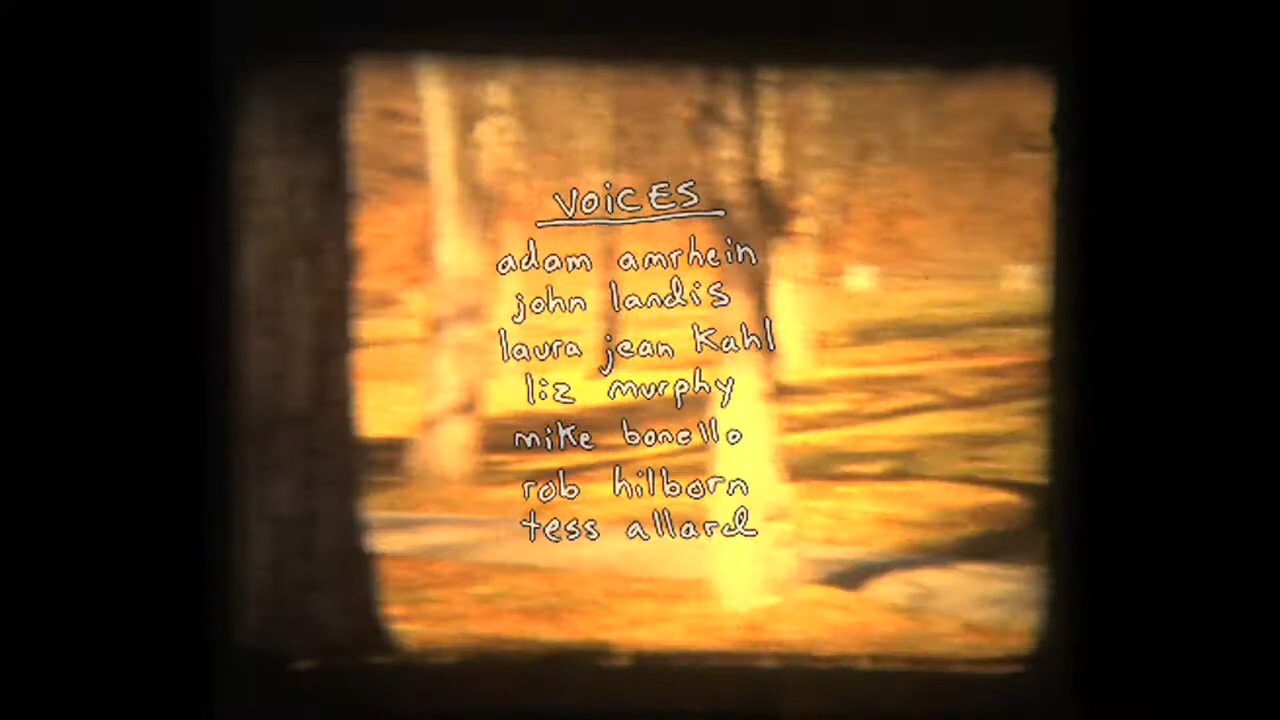 VOiCES
adam amrhein
john landis
laura jean Kahl
liz murphy
mike bonello
rob hilborn
tess allard